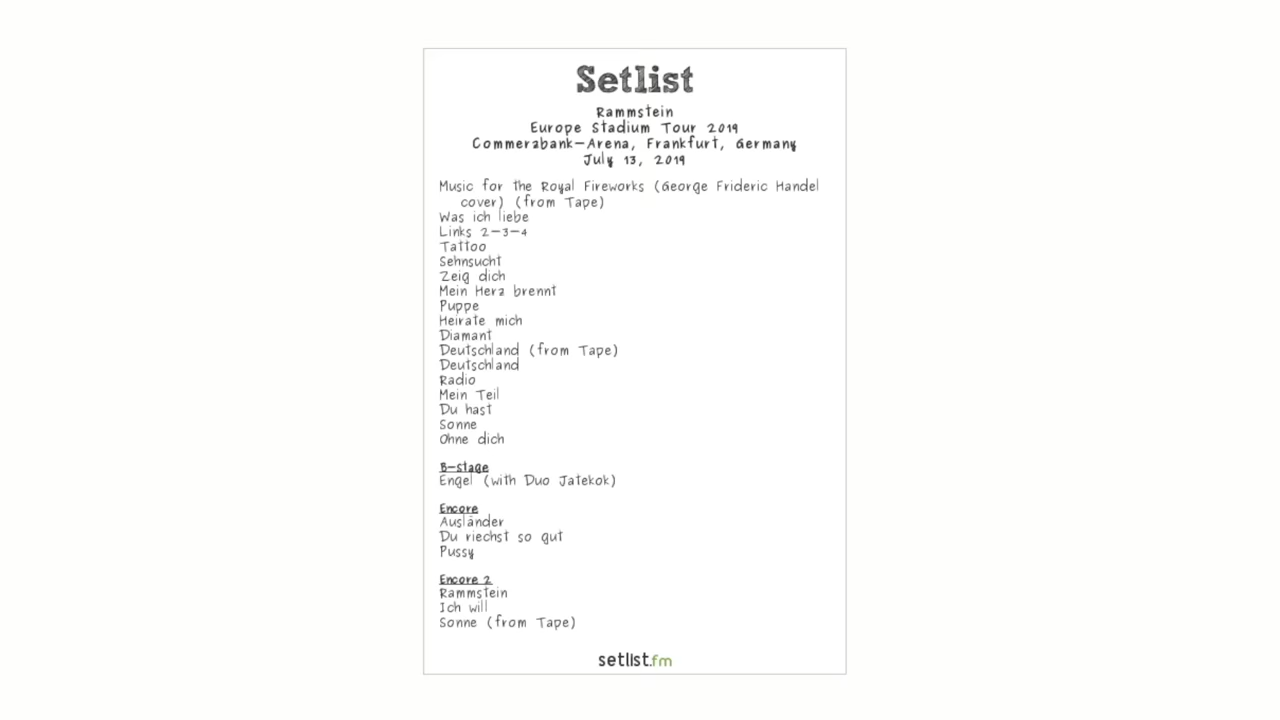 Setlist
Rammstein
Europe Stadium Tour 2019
Commerzbank-Arena, Frankfurt, Germany
July 13, 2019
Music for the Royal Fireworks (George Frideric Handel
cover) (from Tape)
Was ich liebe
Links 2-3-4
Tattoo
Sehnsucht
Zeig dich
Mein Herz brennt
Puppe
Heirate mich
Diamant
Deutschland (from Tape)
Deutschland
Radio
Mein Teil
Du hast
Sonne
Ohne dich
B-stage
Engel (with Duo Jatekok)
Encore
Ausländer
Du riechst so gut
Pussy
Encore 2
Rammstein
Ich will
Sonne (from Tape)
setlist.fm